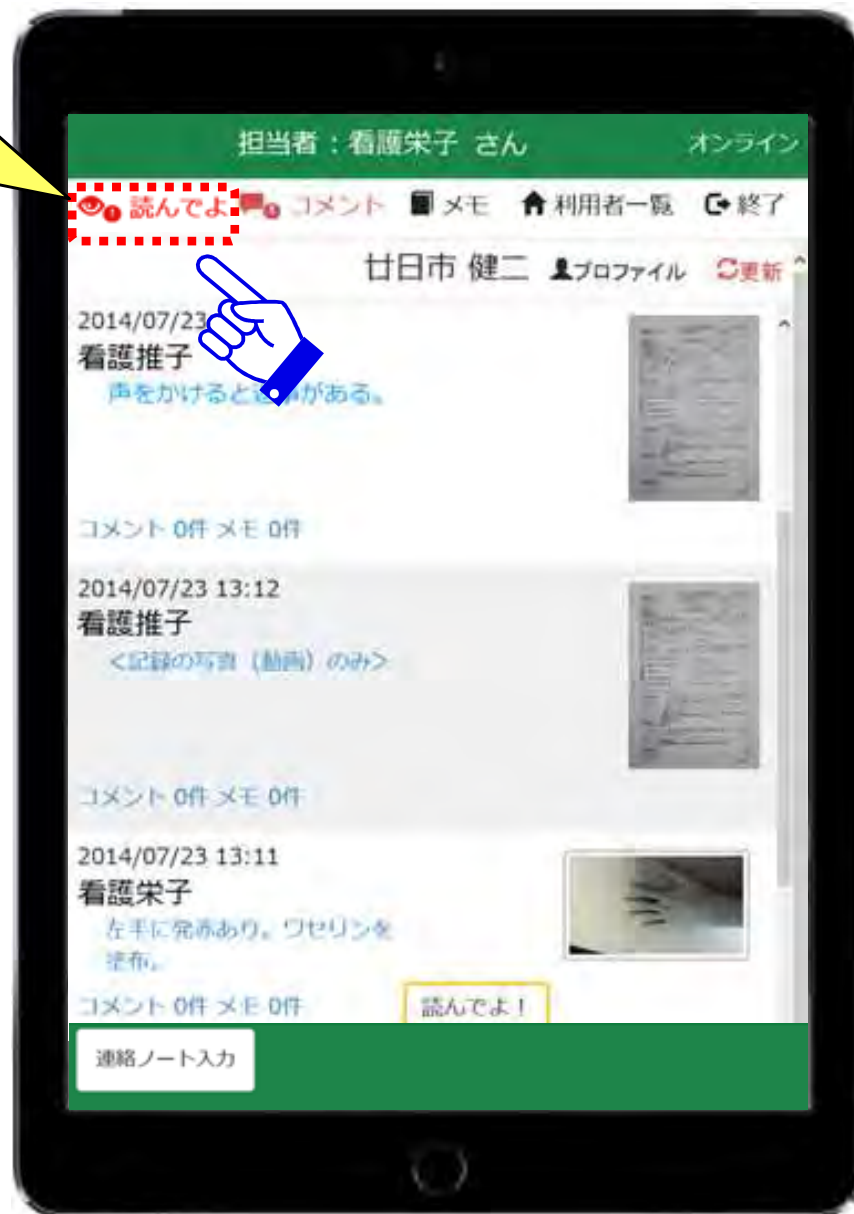 担当者：看護栄子 さん オンライン
読んでよ コメント メモ 利用者一覧 終了
廿日市 健二 プロファイル 更新
2014/07/23
看護推子
声をかけると返事がある。
コメント 0件 メモ 0件
2014/07/23 13:12
看護推子
<記録の写真（動画）のみ>
コメント 0件 メモ 0件
2014/07/23 13:11
看護栄子
左手に発赤あり。ワセリンを
塗布。
コメント 0件 メモ 0件
読んでよ！
連絡ノート入力